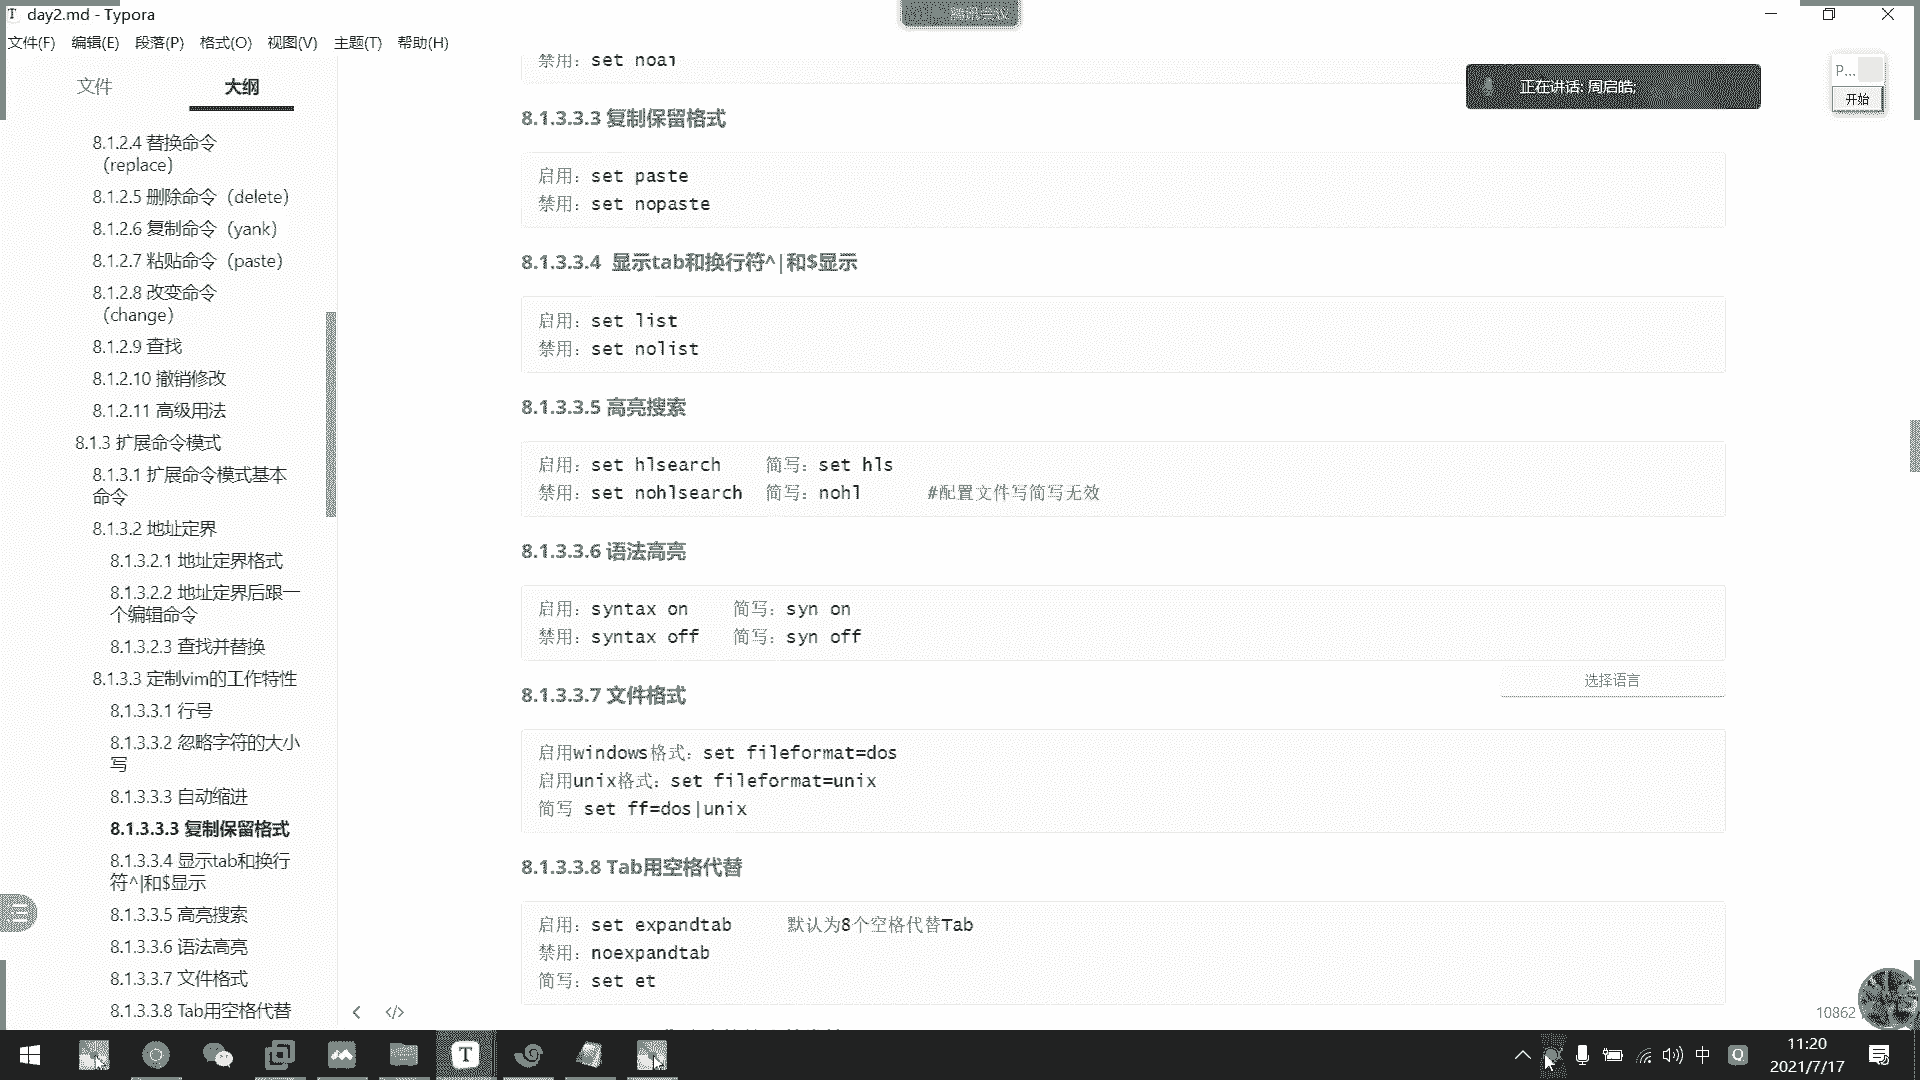 day2.md - Typora
腾讯会议
文件(F) 编辑(E) 段落(P) 格式(O) 视图(V) 主题(T) 帮助(H)
文件 大纲
8.1.2.4 替换命令
（replace）
8.1.2.5 删除命令（delete）
8.1.2.6 复制命令（yank）
8.1.2.7 粘贴命令（paste）
8.1.2.8 改变命令
（change）
8.1.2.9 查找
8.1.2.10 撤销修改
8.1.2.11 高级用法
8.1.3 扩展命令模式
8.1.3.1 扩展命令模式基本
命令
8.1.3.2 地址定界
8.1.3.2.1 地址定界格式
8.1.3.2.2 地址定界后跟一
个编辑命令
8.1.3.2.3 查找并替换
8.1.3.3 定制vim的工作特性
8.1.3.3.1 行号
8.1.3.3.2 忽略字符的大小
写
8.1.3.3.3 自动缩进
8.1.3.3.3 复制保留格式
8.1.3.3.4 显示tab和换行
符^|和$显示
8.1.3.3.5 高亮搜索
8.1.3.3.6 语法高亮
8.1.3.3.7 文件格式
8.1.3.3.8 Tab用空格代替
禁用：set noai
正在讲话: 周启皓;
P...
开始
8.1.3.3.3 复制保留格式
启用：set paste
禁用：set nopaste
8.1.3.3.4 显示tab和换行符^|和$显示
启用：set list
禁用：set nolist
8.1.3.3.5 高亮搜索
启用：set hlsearch 简写：set hls
禁用：set nohlsearch 简写：nohl #配置文件写简写无效
8.1.3.3.6 语法高亮
启用：syntax on 简写：syn on
禁用：syntax off 简写：syn off
选择语言
8.1.3.3.7 文件格式
启用windows格式：set fileformat=dos
启用unix格式：set fileformat=unix
简写 set ff=dos|unix
8.1.3.3.8 Tab用空格代替
启用：set expandtab 默认为8个空格代替Tab
禁用：noexpandtab
简写：set et
10862
中
11:20
2021/7/17